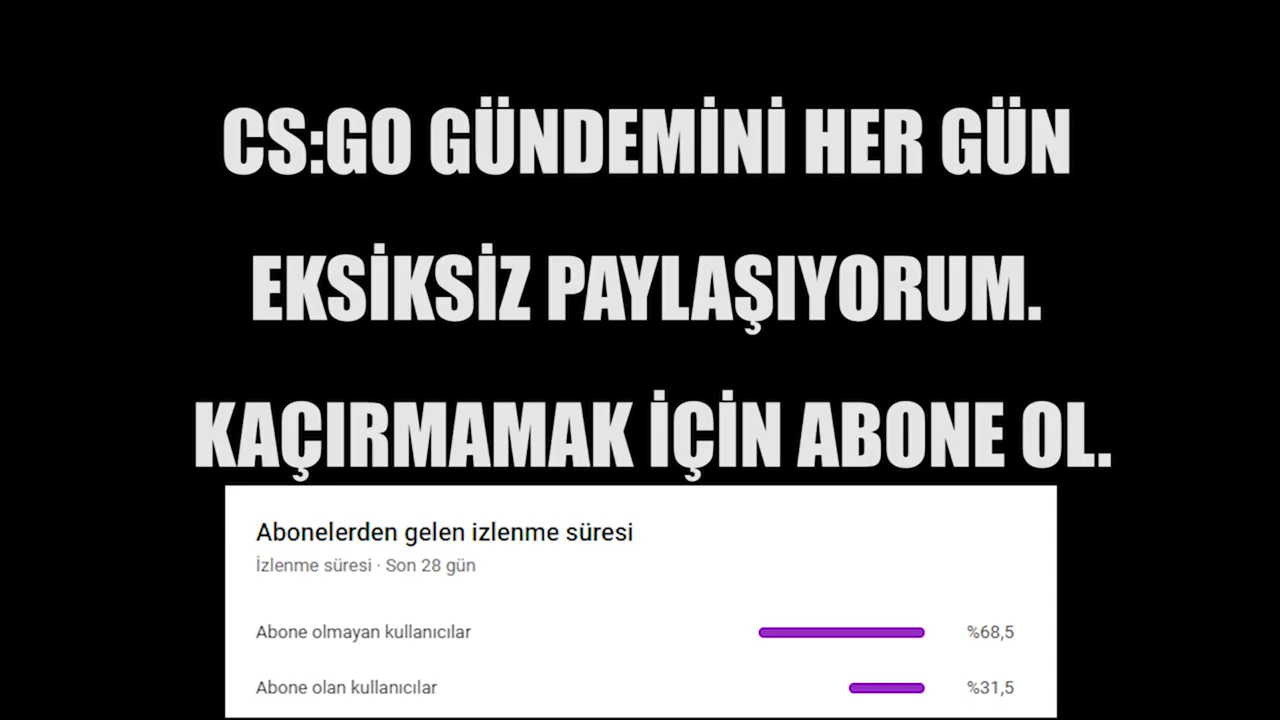 CS:GO GÜNDEMİNİ HER GÜN
EKSİKSİZ PAYLAŞIYORUM.
KAÇIRMAMAK İÇİN ABONE OL.
Abonelerden gelen izlenme süresi
İzlenme süresi · Son 28 gün
Abone olmayan kullanıcılar %68,5
Abone olan kullanıcılar %31,5